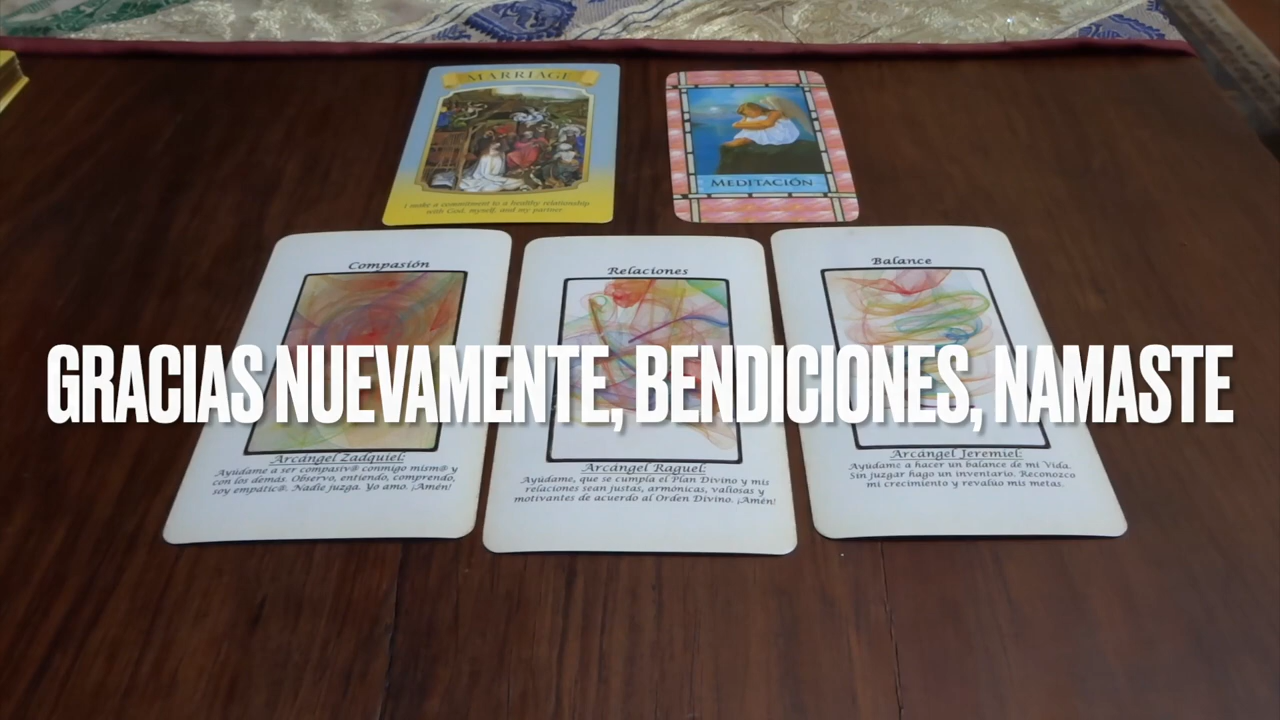 MARRIAGE
I make a commitment to a healthy relationship
with God, myself, and my partner.
MEDITACIÓN
Compasión
Relaciones
Balance
GRACIAS NUEVAMENTE, BENDICIONES, NAMASTE
Arcángel Zadquiel:
Ayúdame a ser compasiv@ conmigo mism@ y
con los demás. Observo, entiendo, comprendo,
soy empátic@. Nadie juzga. Yo amo. ¡Amén!
Arcángel Raguel:
Ayúdame, que se cumpla el Plan Divino y mis
relaciones sean justas, armónicas, valiosas y
motivantes de acuerdo al Orden Divino. ¡Amén!
Arcángel Jeremiel:
Ayúdame a hacer un balance de mi Vida.
Sin juzgar hago un inventario. Reconozco
mi crecimiento y revalúo mis metas.